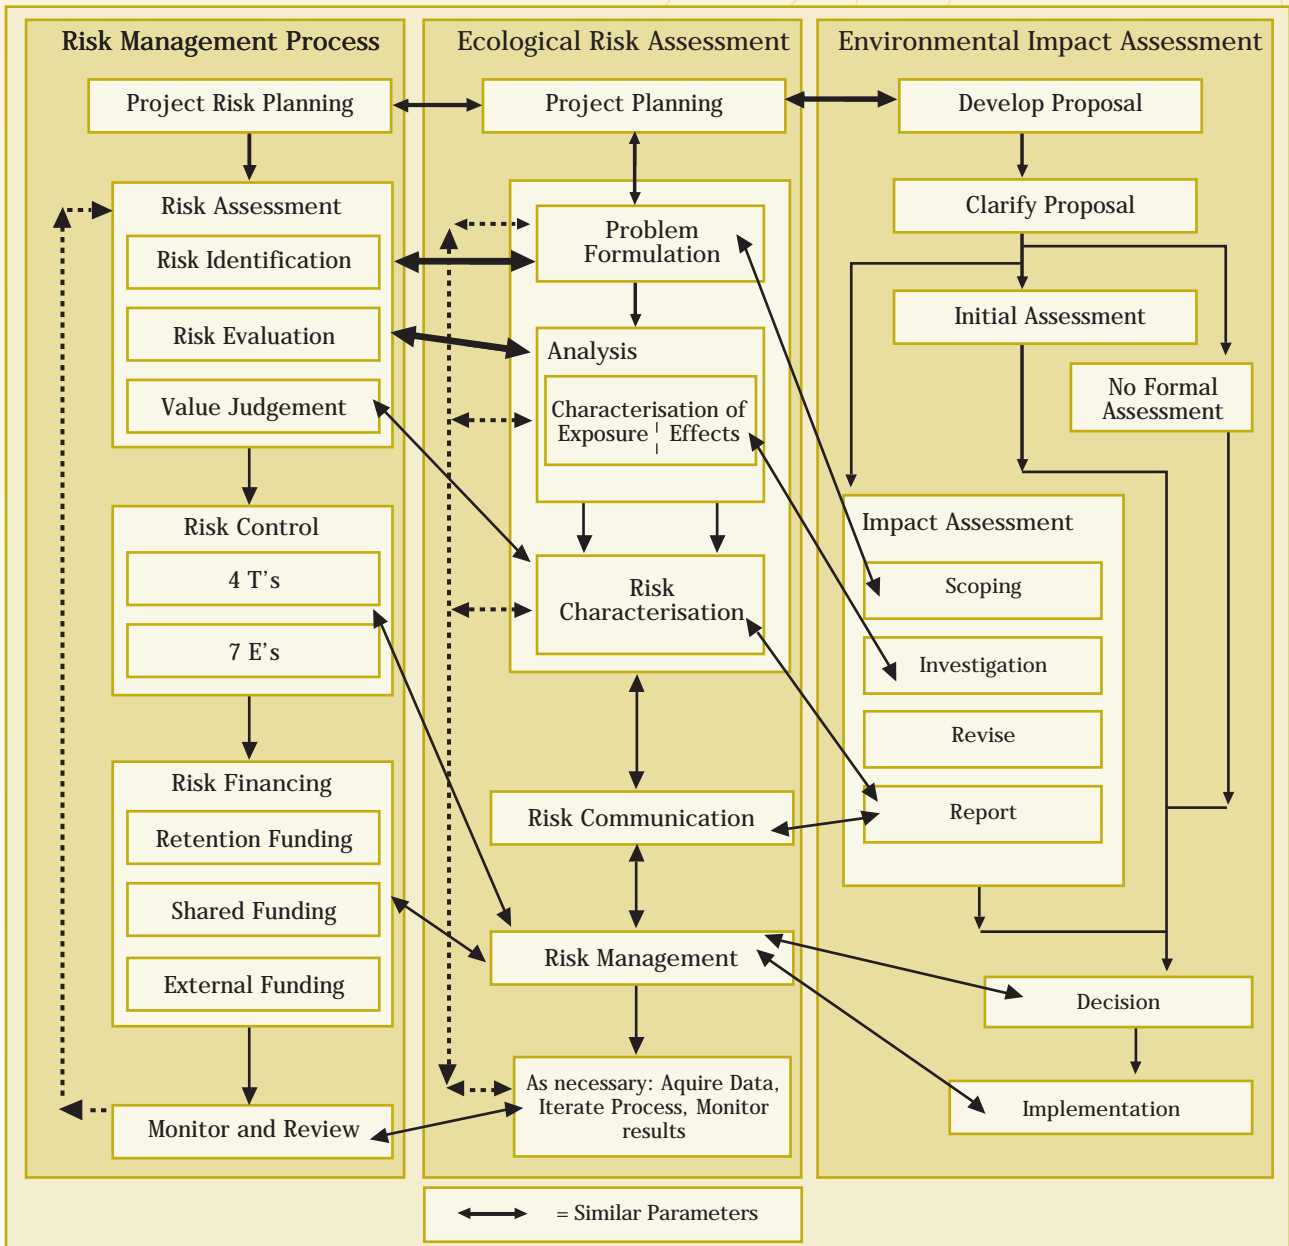 Risk Management Process
Project Risk Planning
Risk Assessment
Risk Identification
Risk Evaluation
Value Judgement
Risk Control
4 T's
7 E's
Risk Financing
Retention Funding
Shared Funding
External Funding
Monitor and Review
Ecological Risk Assessment
Project Planning
Problem
Formulation
Analysis
Characterisation of
Exposure ¦ Effects
Risk
Characterisation
Risk Communication
Risk Management
As necessary: Aquire Data,
Iterate Process, Monitor
results
Environmental Impact Assessment
Develop Proposal
Clarify Proposal
Initial Assessment
No Formal
Assessment
Impact Assessment
Scoping
Investigation
Revise
Report
Decision
Implementation
= Similar Parameters